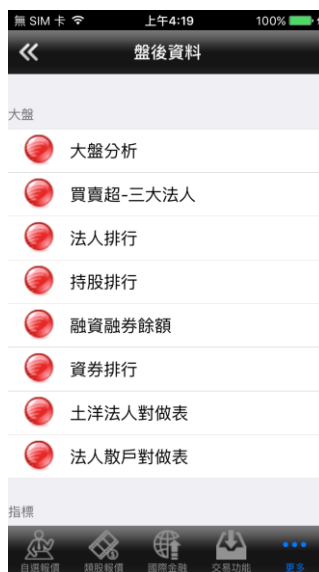 無 SIM 卡 上午4:19 100%
盤後資料
大盤
大盤分析
買賣超-三大法人
法人排行
持股排行
融資融券餘額
資券排行
土洋法人對做表
法人散戶對做表
指標
自選報價 類股報價 國際金融 交易功能 更多